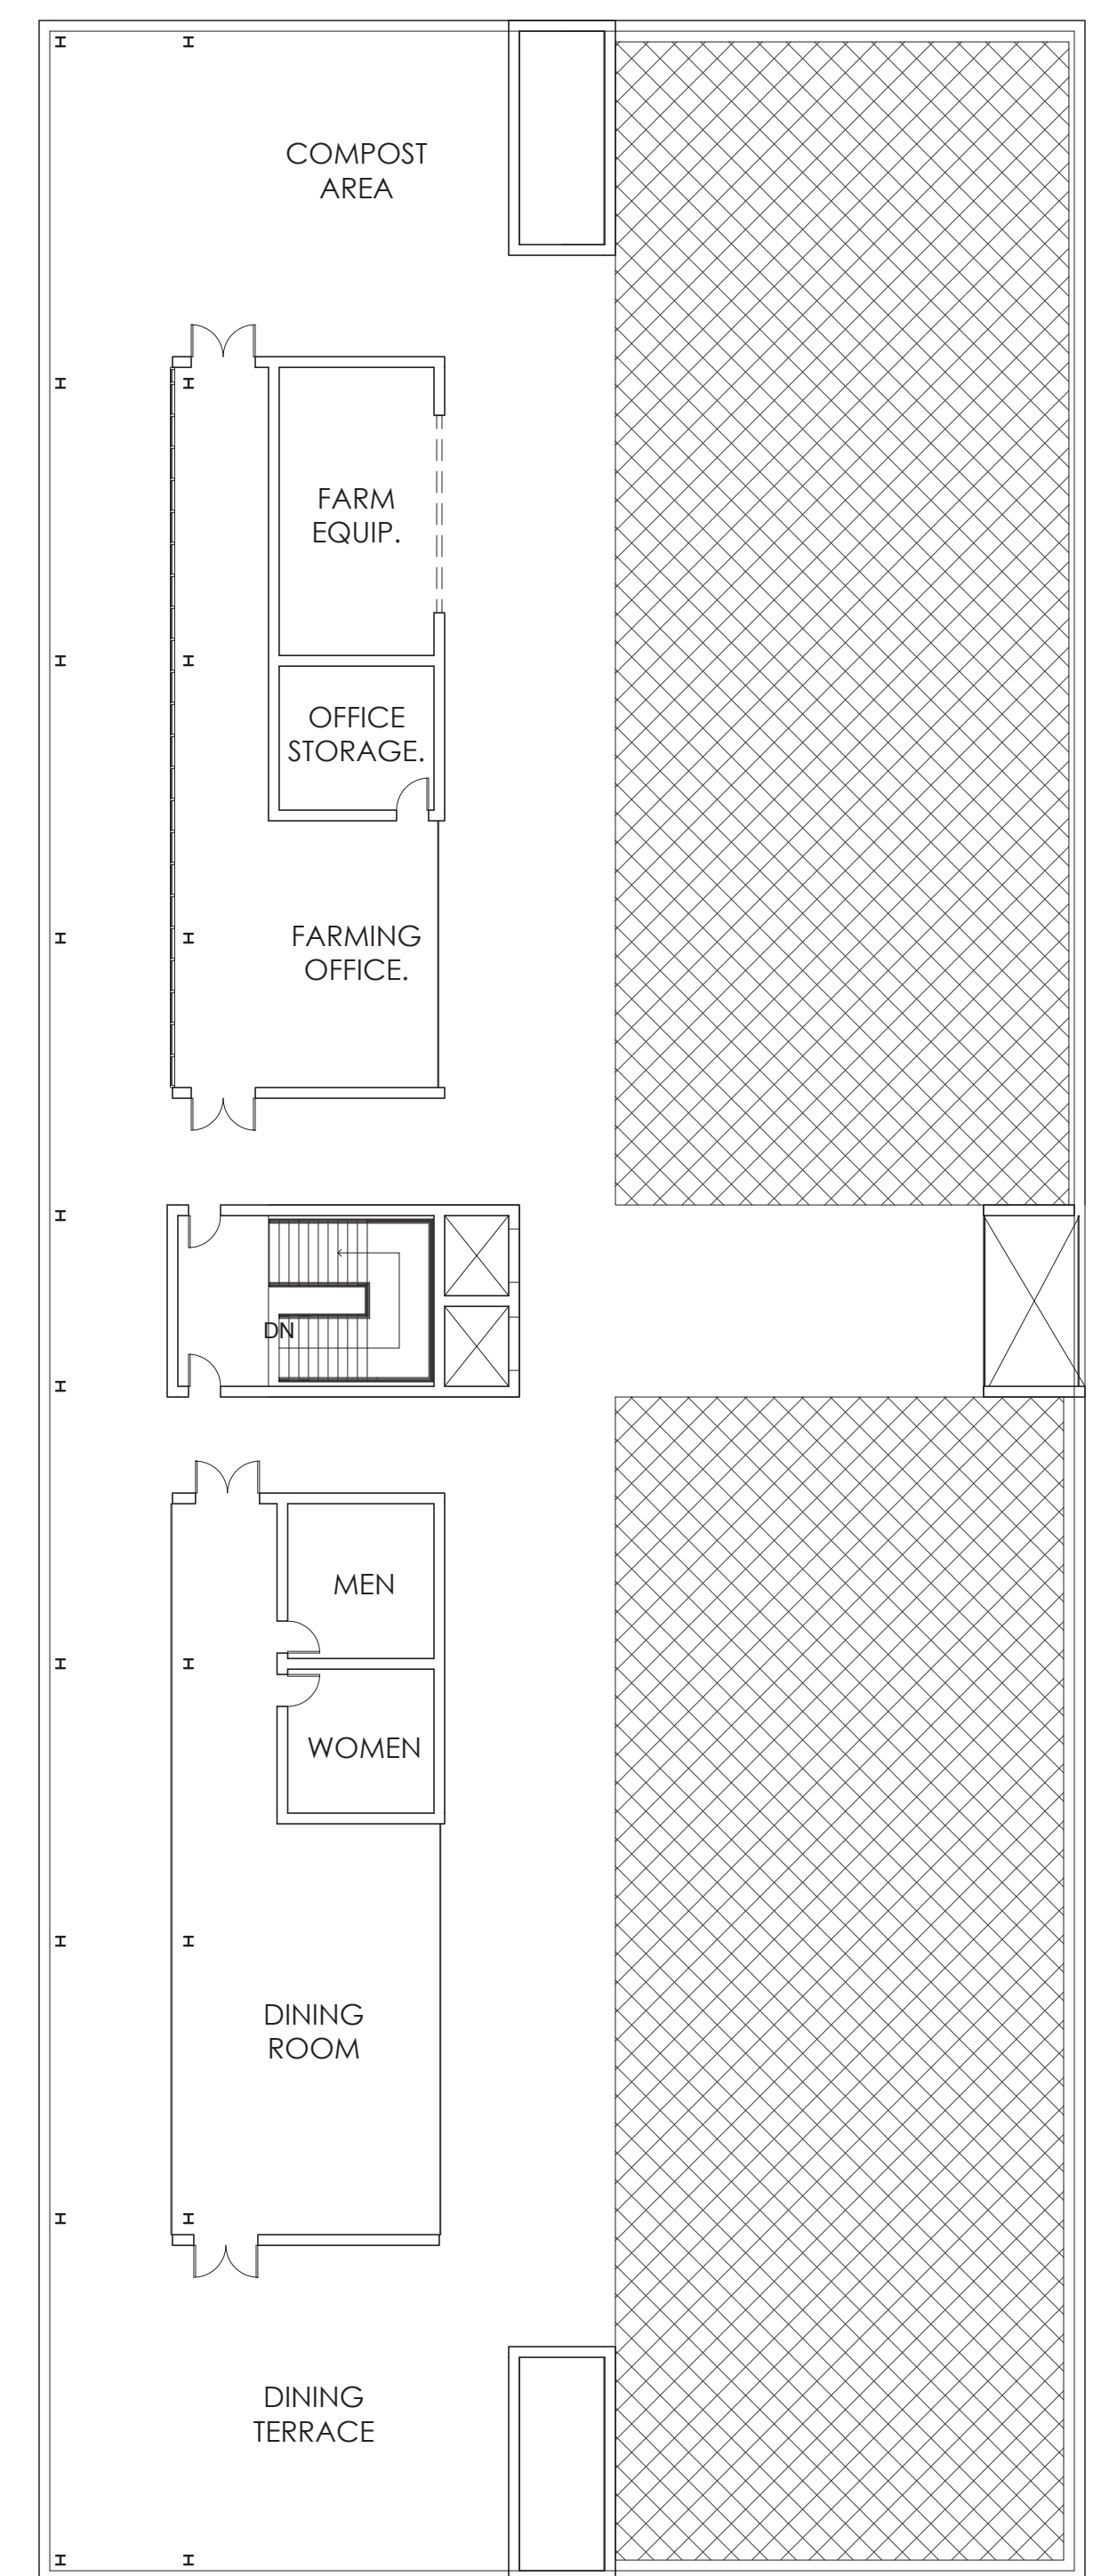 COMPOST
AREA
FARM
EQUIP.
OFFICE
STORAGE.
FARMING
OFFICE.
DN
MEN
WOMEN
DINING
ROOM
DINING
TERRACE